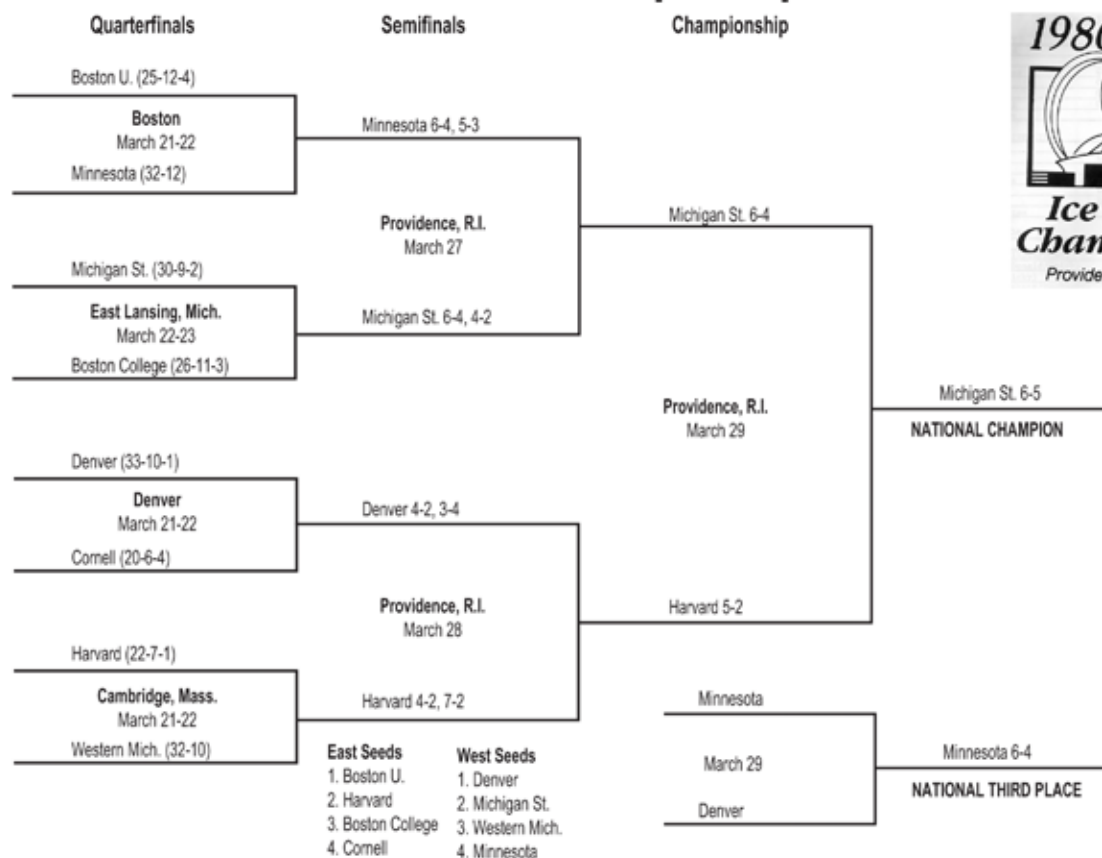 Quarterfinals
Semifinals
Championship
Boston U. (25-12-4)
Boston
March 21-22
Minnesota (32-12)
Michigan St. (30-9-2)
East Lansing, Mich.
March 22-23
Boston College (26-11-3)
Denver (33-10-1)
Denver
March 21-22
Cornell (20-6-4)
Harvard (22-7-1)
Cambridge, Mass.
March 21-22
Western Mich. (32-10)
Minnesota 6-4, 5-3
Providence, R.I.
March 27
Michigan St. 6-4, 4-2
Denver 4-2, 3-4
Providence, R.I.
March 28
Harvard 4-2, 7-2
East Seeds
1. Boston U.
2. Harvard
3. Boston College
4. Cornell
West Seeds
1. Denver
2. Michigan St.
3. Western Mich.
4. Minnesota
Michigan St. 6-4
Providence, R.I.
March 29
Harvard 5-2
Minnesota
March 29
Denver
Michigan St. 6-5
NATIONAL CHAMPION
Minnesota 6-4
NATIONAL THIRD PLACE
Ice